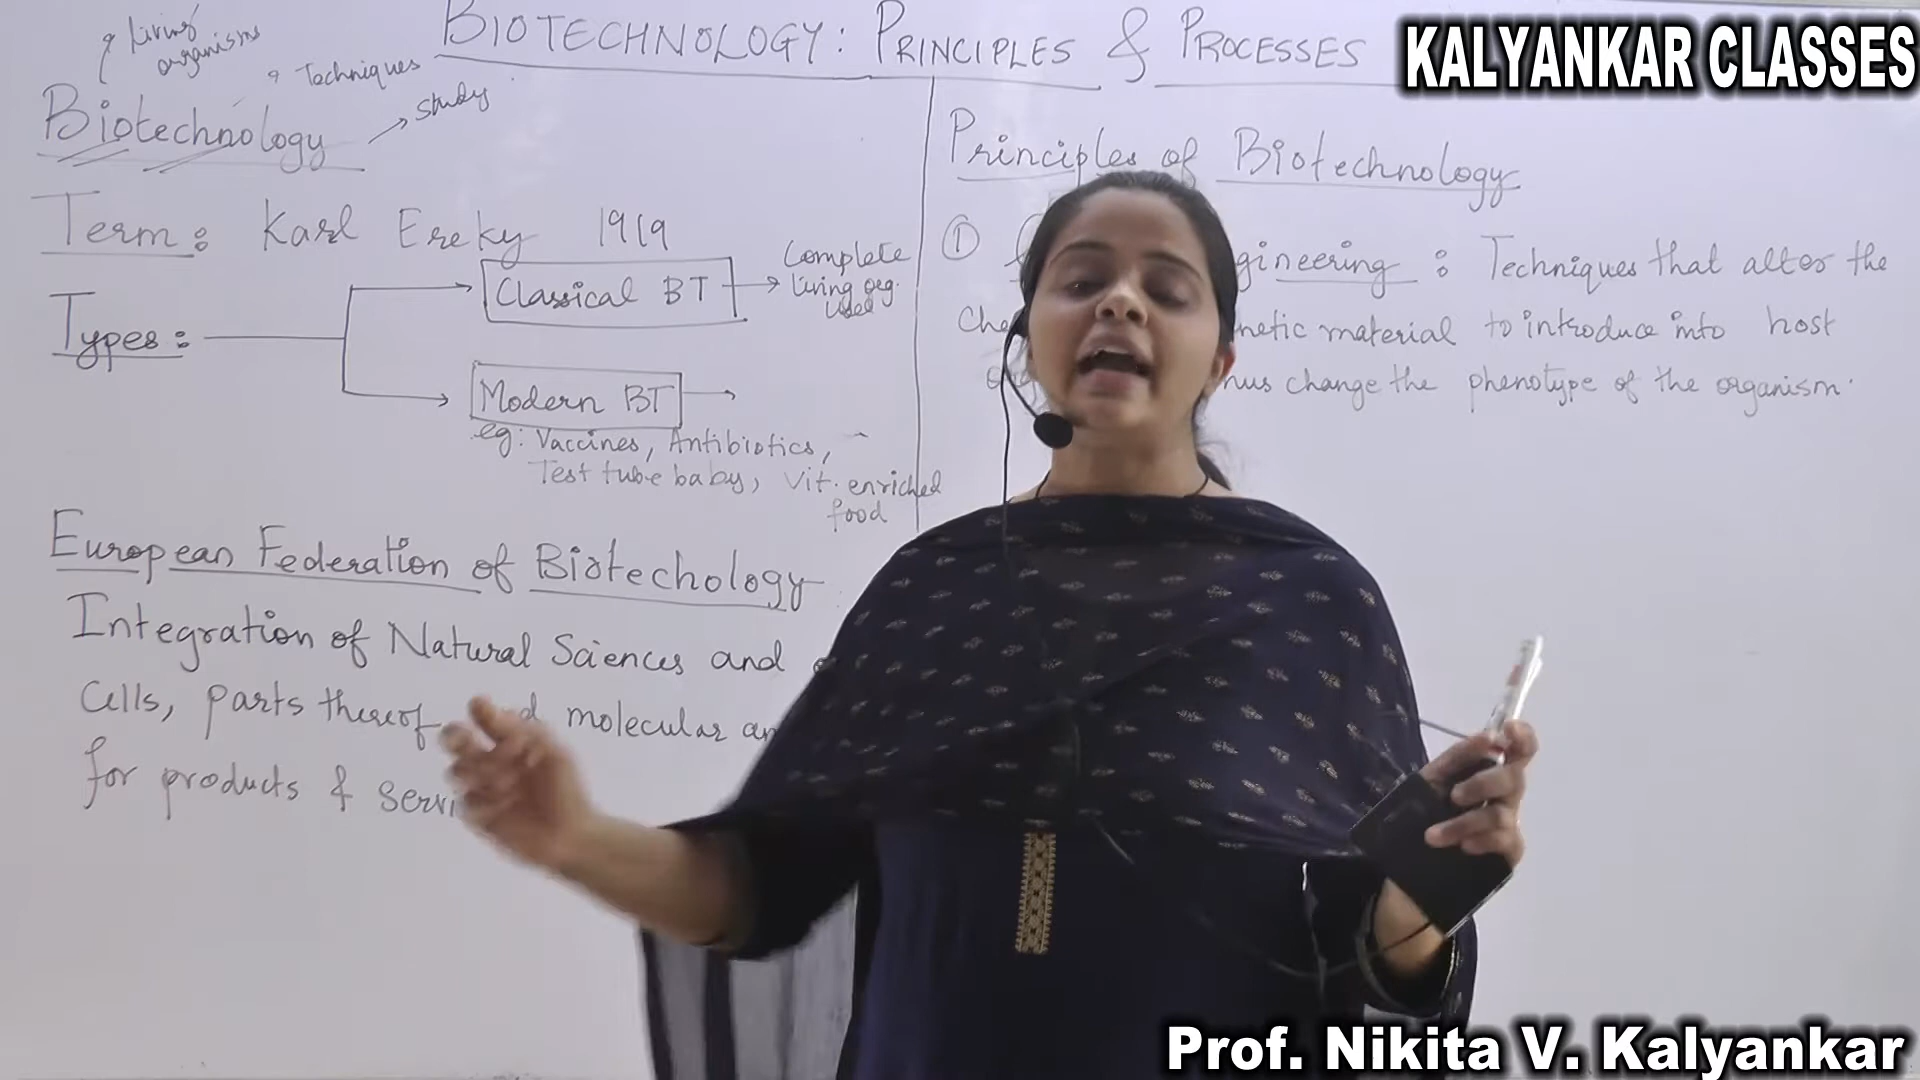 BIOTECHNOLOGY: PRINCIPLES & PROCESSES
KALYANKAR CLASSES
living organisms
Techniques
study
Biotechnology
Term: Karl Ereky 1919
Types:
Classical BT
Complete
living org.
used
Modern BT
eg: Vaccines, Antibiotics,
Test tube baby, Vit. enriched
food
European Federation of Biotechology
Integration of Natural Sciences and
Cells, parts thereof molecular
for products & servi
Principles of Biotechnology
① gineering : Techniques that alter the
Che netic material to introduce into host
hus change the phenotype of the organism.
Prof. Nikita V. Kalyankar